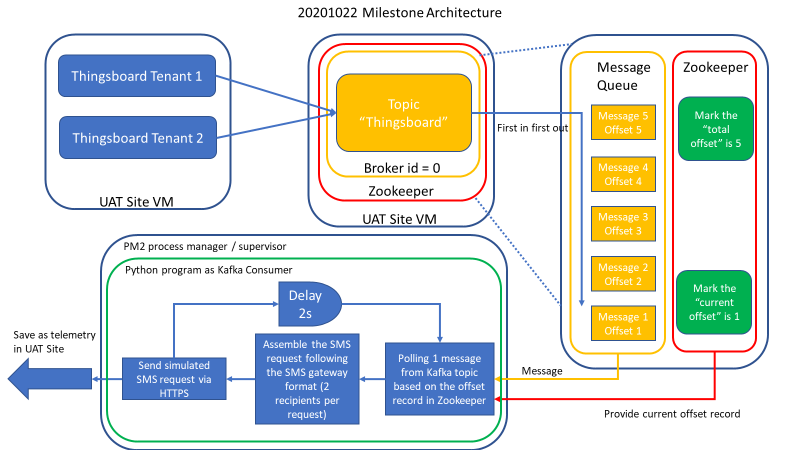 20201022 Milestone Architecture
Thingsboard Tenant 1
Thingsboard Tenant 2
UAT Site VM
Topic
“Thingsboard”
Broker id = 0
Zookeeper
UAT Site VM
First in first out
Message
Queue
Message 5
Offset 5
Message 4
Offset 4
Message 3
Offset 3
Message 2
Offset 2
Message 1
Offset 1
Zookeeper
Mark the
“total
offset” is 5
Mark the
“current
offset” is 1
PM2 process manager / supervisor
Python program as Kafka Consumer
Delay
2s
Save as telemetry
in UAT Site
Send simulated
SMS request via
HTTPS
Assemble the SMS
request following
the SMS gateway
format (2
recipients per
request)
Polling 1 message
from Kafka topic
based on the offset
record in Zookeeper
Message
Provide current offset record